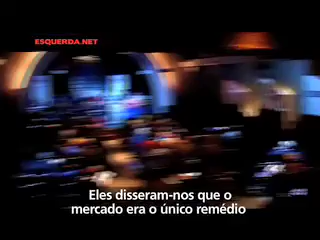 ESQUERDA.NET
Eles disseram-nos que o
mercado era o único remédio